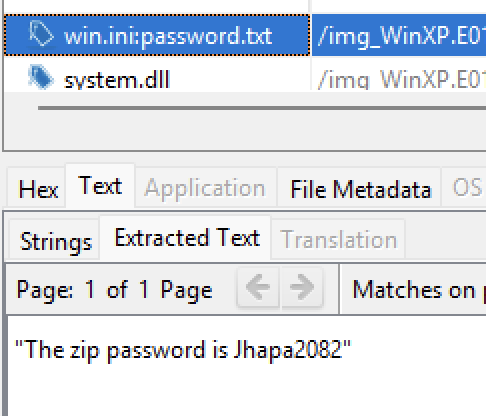 win.ini:password.txt /img_WinXP.E01
system.dll /img_WinXP.E01
Hex Text Application File Metadata OS
Strings Extracted Text Translation
Page: 1 of 1 Page Matches on
"The zip password is Jhapa2082"